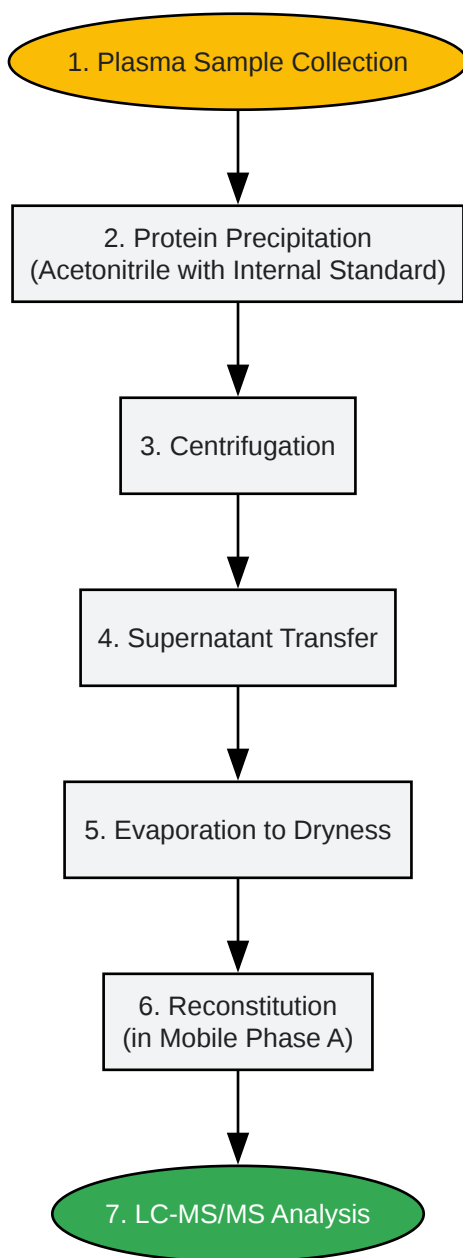 1. Plasma Sample Collection
2. Protein Precipitation
(Acetonitrile with Internal Standard)
3. Centrifugation
4. Supernatant Transfer
5. Evaporation to Dryness
6. Reconstitution
(in Mobile Phase A)
7. LC-MS/MS Analysis